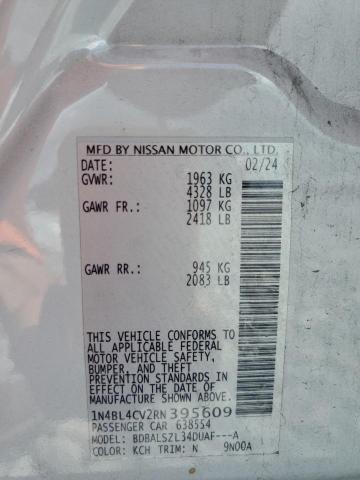 MFD BY NISSAN MOTOR CO., LTD.
DATE: 02/24
GVWR: 1963 KG
4328 LB
GAWR FR.: 1097 KG
2418 LB
GAWR RR.: 945 KG
2083 LB
THIS VEHICLE CONFORMS TO
ALL APPLICABLE FEDERAL
MOTOR VEHICLE SAFETY,
BUMPER, AND THEFT
PREVENTION STANDARDS IN
EFFECT ON THE DATE OF
MANUFACTURE SHOWN ABOVE.
1N4BL4CV2RN395609
PASSENGER CAR 638554
MODEL: BDBALSZL34DUAF---A
COLOR: KCH TRIM: N 9N00A